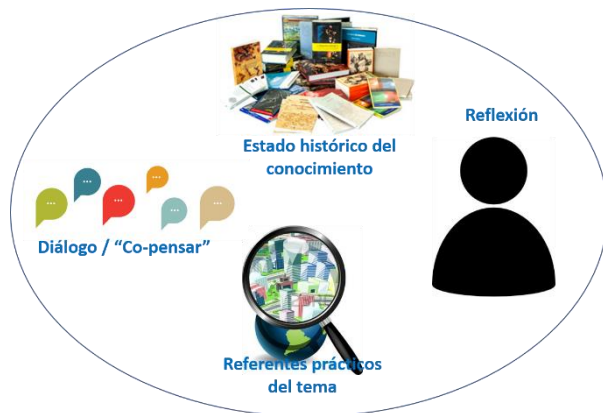 Reflexión
Estado histórico del
conocimiento
Diálogo / “Co-pensar”
Referentes prácticos
del tema